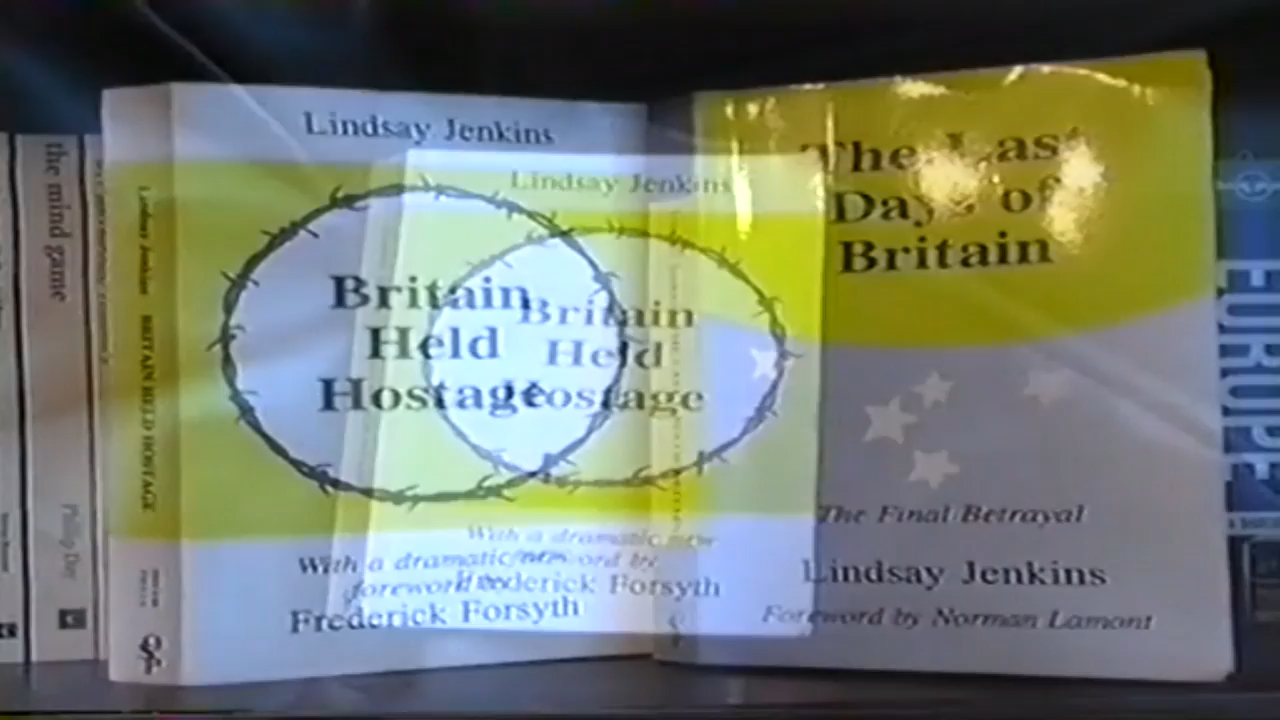 the mind game
Philip Day
Lindsay Jenkins
BRITAIN HELD HOSTAGE
Lindsay Jenkins
Britain
Held
Hostage
With a dramatic new
foreword by
Frederick Forsyth
Lindsay Jenkins
Britain
Held
Hostage
With a dramatic new
foreword by
Frederick Forsyth
The Last
Days of
Britain
The Final Betrayal
Lindsay Jenkins
Foreword by Norman Lamont
EUROPE